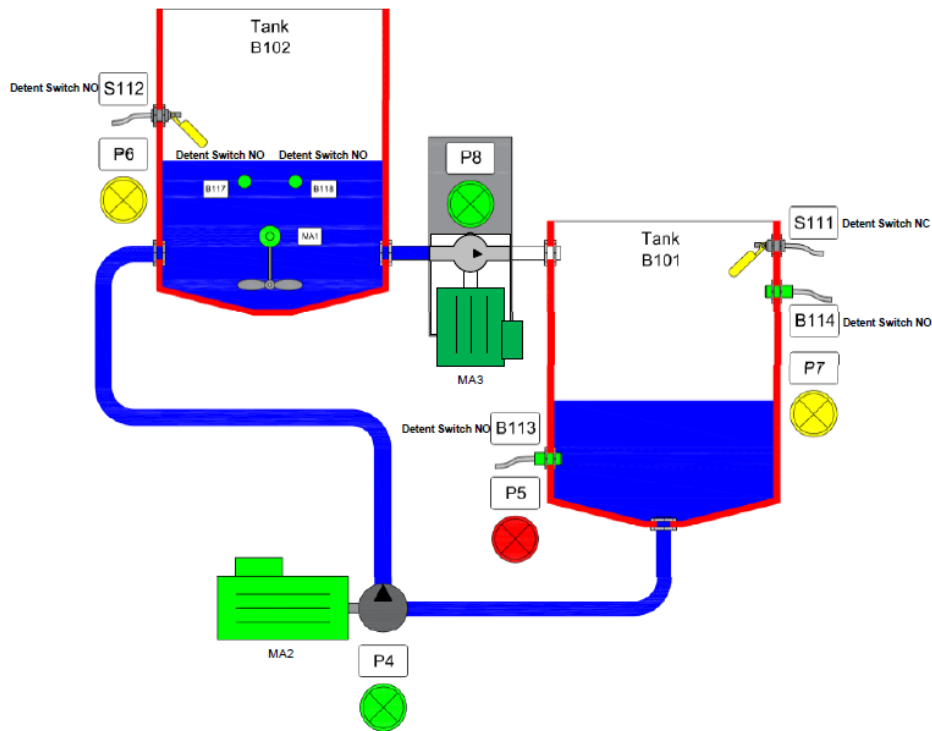 Tank
B102
Detent Switch NO
S112
P6
Detent Switch NO
Detent Switch NO
B117
B118
MA1
P8
MA3
Tank
B101
S111
Detent Switch NC
B114
Detent Switch NO
P7
Detent Switch NO
B113
P5
MA2
P4